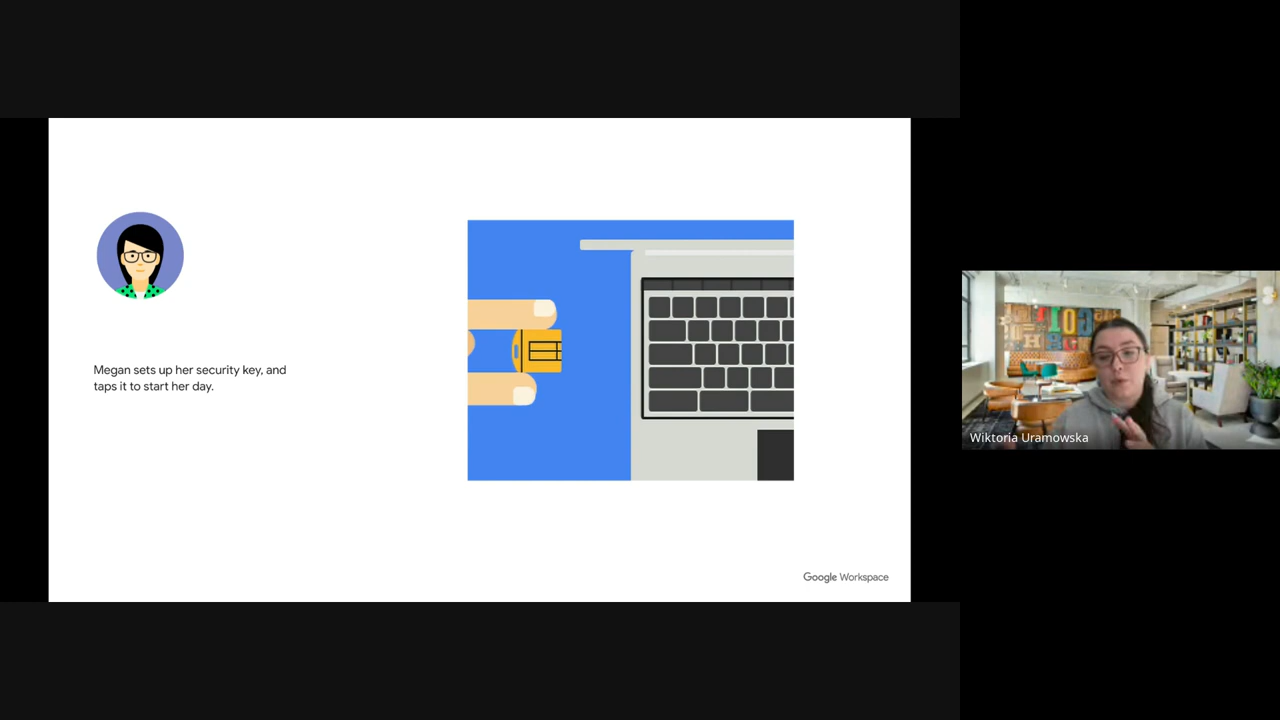 Megan sets up her security key, and
taps it to start her day.
Google Workspace
Wiktoria Uramowska